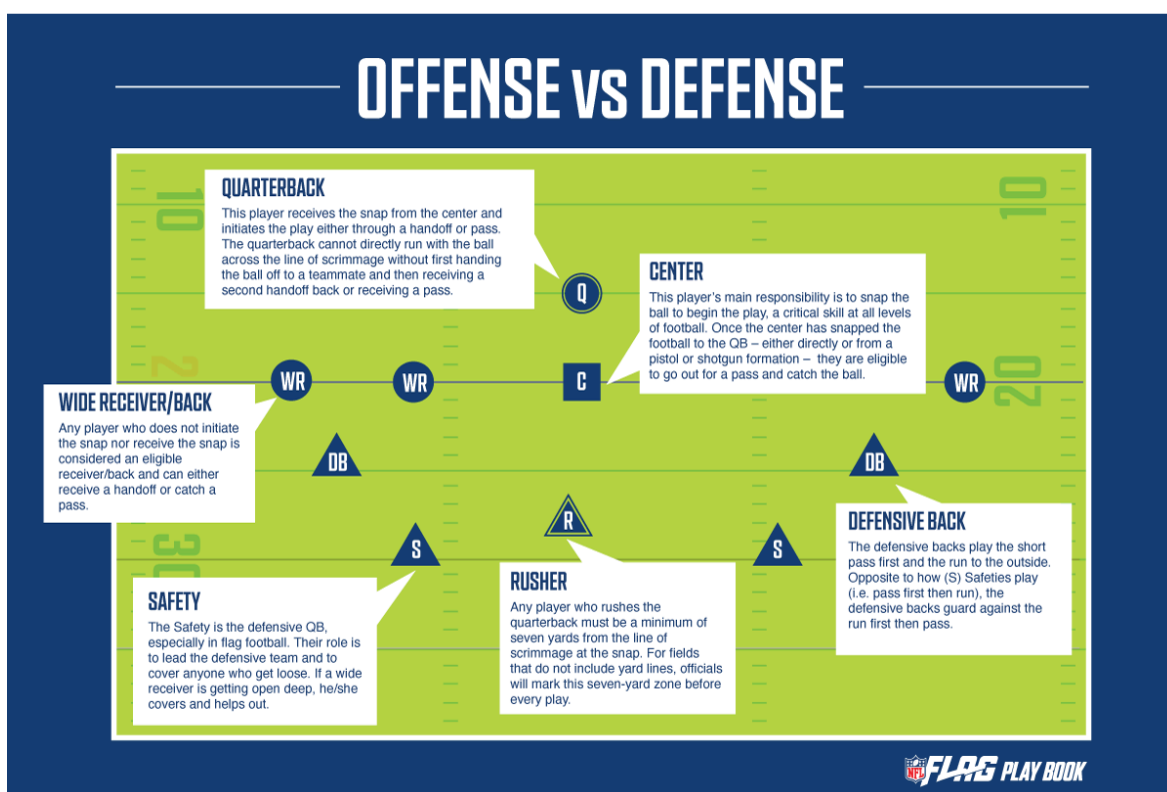 OFFENSE VS DEFENSE
10
10
QUARTERBACK
This player receives the snap from the center and
initiates the play either through a handoff or pass.
The quarterback cannot directly run with the ball
across the line of scrimmage without first handing
the ball off to a teammate and then receiving a
second handoff back or receiving a pass.
Q
CENTER
This player's main responsibility is to snap the
ball to begin the play, a critical skill at all levels
of football. Once the center has snapped the
football to the QB – either directly or from a
pistol or shotgun formation – they are eligible
to go out for a pass and catch the ball.
2
WR
WR
C
WR
20
WIDE RECEIVER/BACK
Any player who does not initiate
the snap nor receive the snap is
considered an eligible
receiver/back and can either
receive a handoff or catch a
pass.
DB
DB
30
S
R
S
DEFENSIVE BACK
The defensive backs play the short
pass first and the run to the outside.
Opposite to how (S) Safeties play
(i.e. pass first then run), the
defensive backs guard against the
run first then pass.
SAFETY
The Safety is the defensive QB,
especially in flag football. Their role is
to lead the defensive team and to
cover anyone who get loose. If a wide
receiver is getting open deep, he/she
covers and helps out.
RUSHER
Any player who rushes the
quarterback must be a minimum of
seven yards from the line of
scrimmage at the snap. For fields
that do not include yard lines, officials
will mark this seven-yard zone before
every play.
NFL FLAG PLAY BOOK